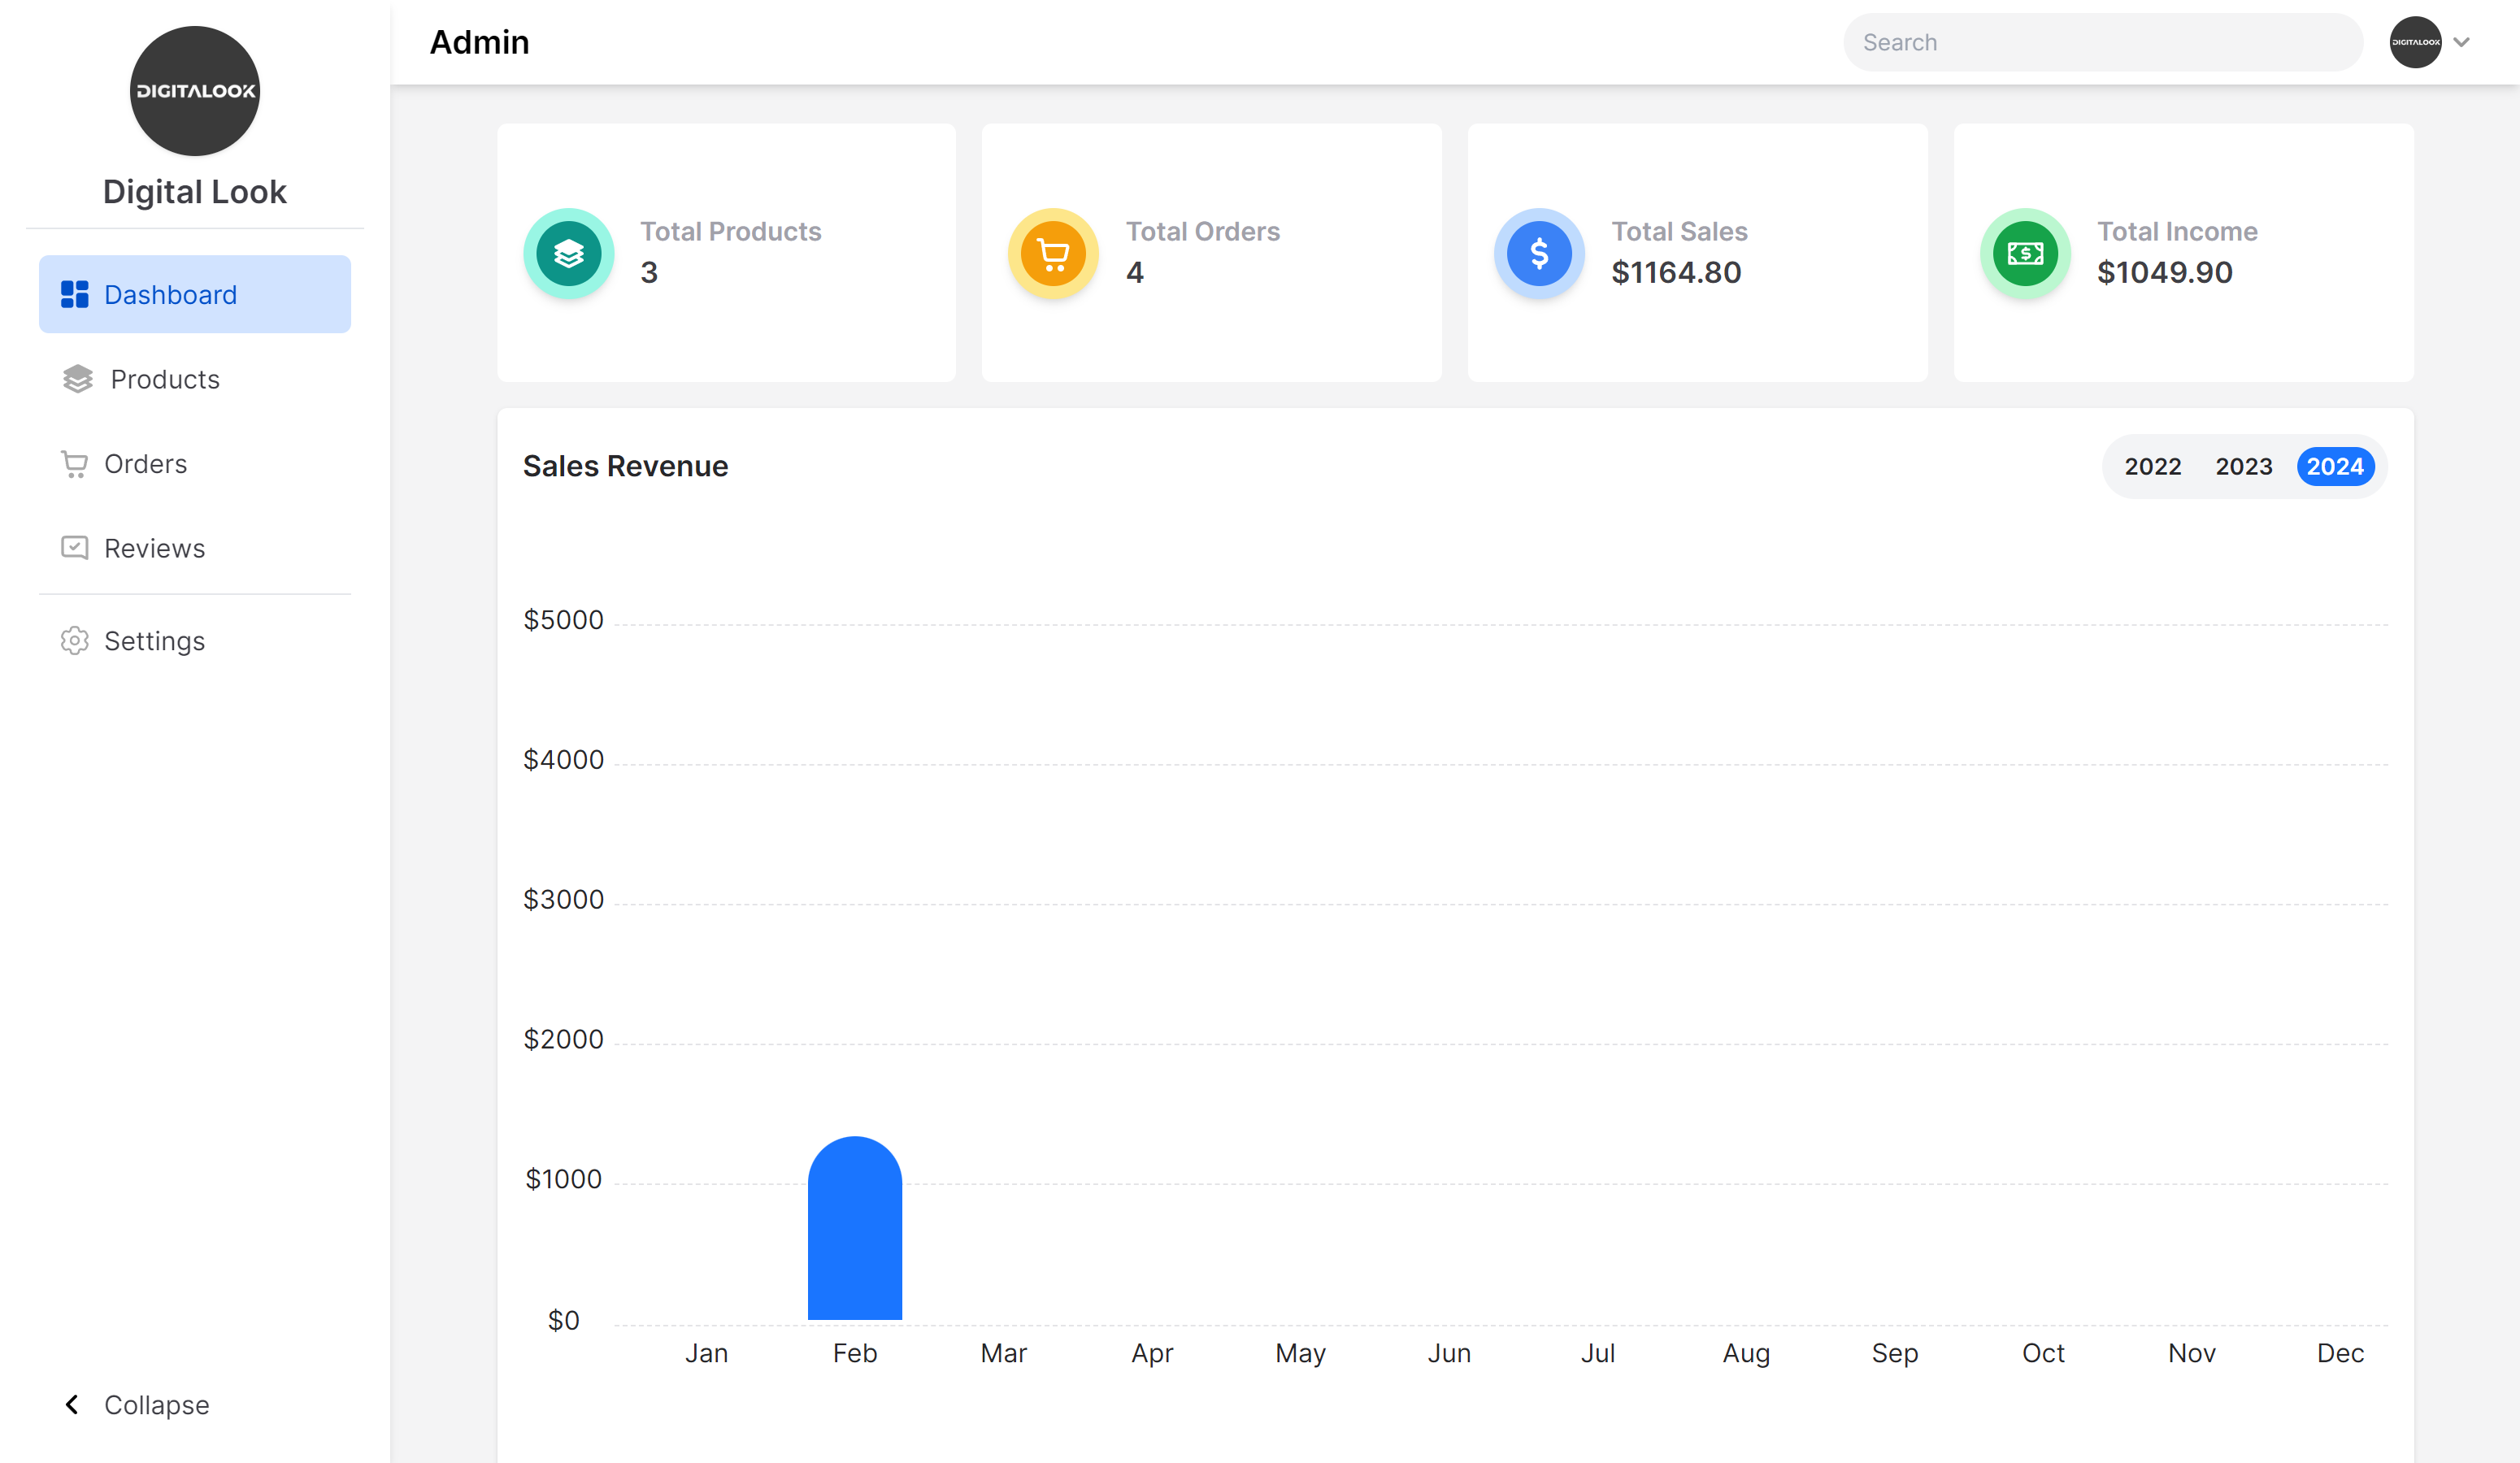 DIGITALOOK
Digital Look
Dashboard
Products
Orders
Reviews
Settings
Collapse
Admin
Search
DIGITALOOK
Total Products
3
Total Orders
4
Total Sales
$1164.80
Total Income
$1049.90
Sales Revenue
2022 2023 2024
$5000
$4000
$3000
$2000
$1000
$0
Jan Feb Mar Apr May Jun Jul Aug Sep Oct Nov Dec